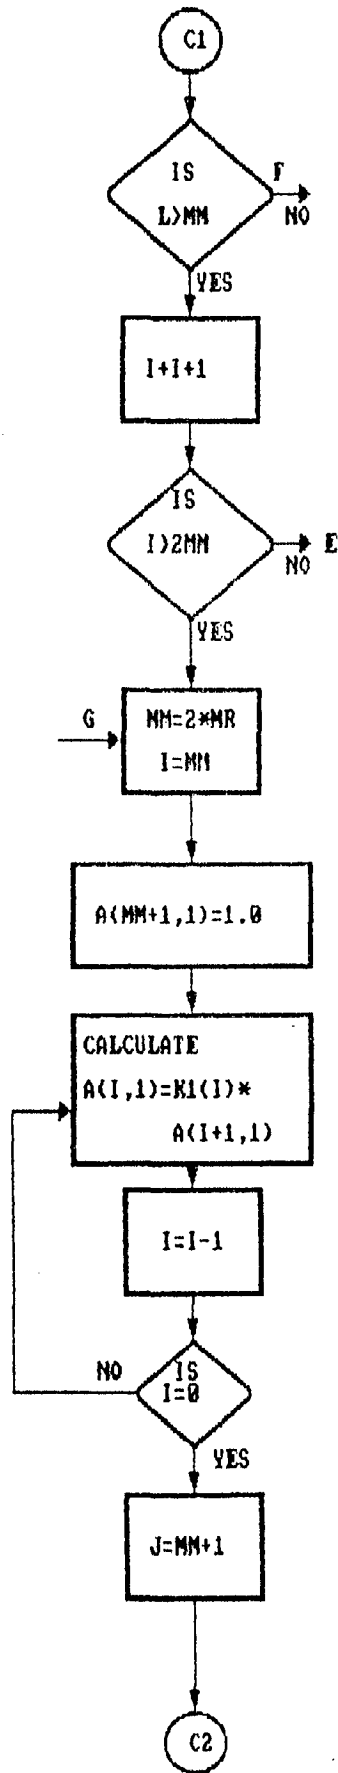 C1
IS
L>MM
F
NO
YES
I+I+1
IS
I>2MM
NO
E
YES
G
MM=2*MR
I=MM
A(MM+1,1)=1.0
CALCULATE
A(I,1)=K1(I)*
A(I+1,1)
I=I-1
NO
IS
I=0
YES
J=MM+1
C2